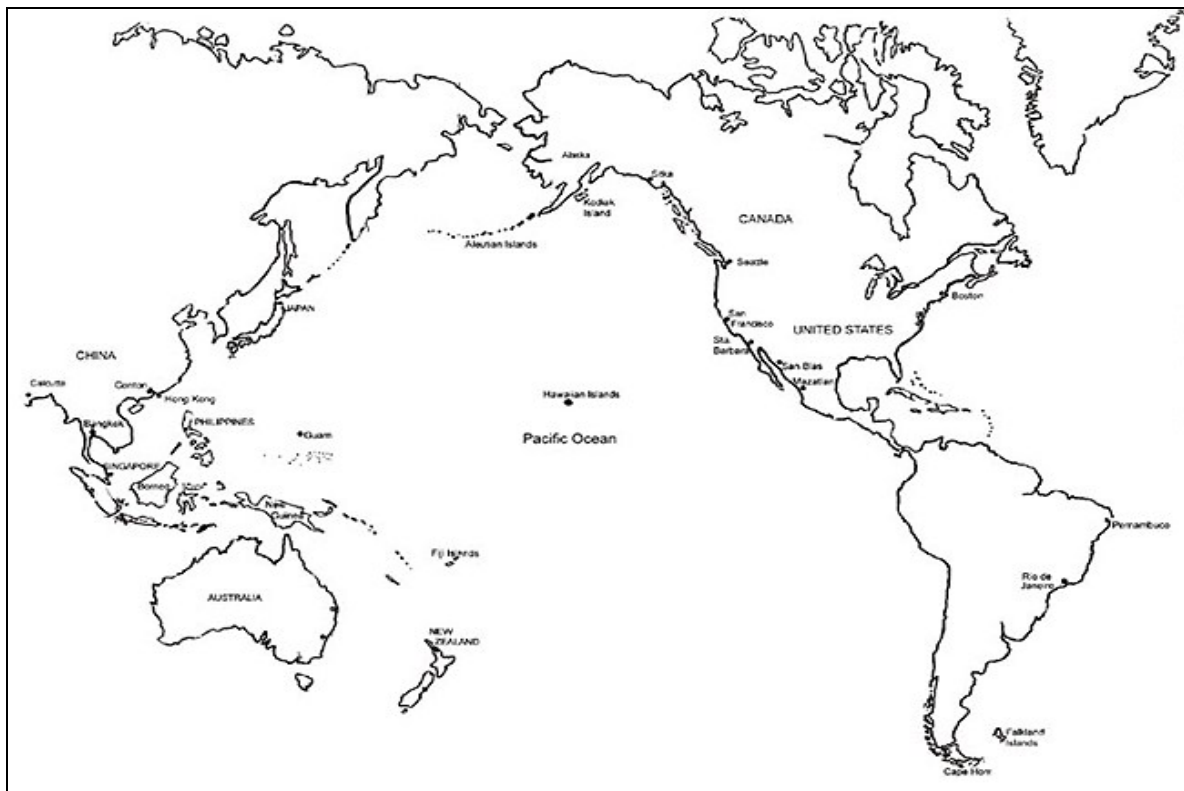 Alaska
Sitka
Kodiak
Island
CANADA
Aleutian Islands
Seattle
Boston
JAPAN
San
Francisco
UNITED STATES
Sta.
Barbara
CHINA
San Blas
Calcutta
Canton
Mazatlan
Hong Kong
Hawaiian Islands
PHILIPPINES
Bangkok
Guam
Pacific Ocean
SINGAPORE
Borneo
New
Guinea
Pernambuco
Fiji Islands
Rio de
Janeiro
AUSTRALIA
NEW
ZEALAND
Falkland
Islands
Cape Horn